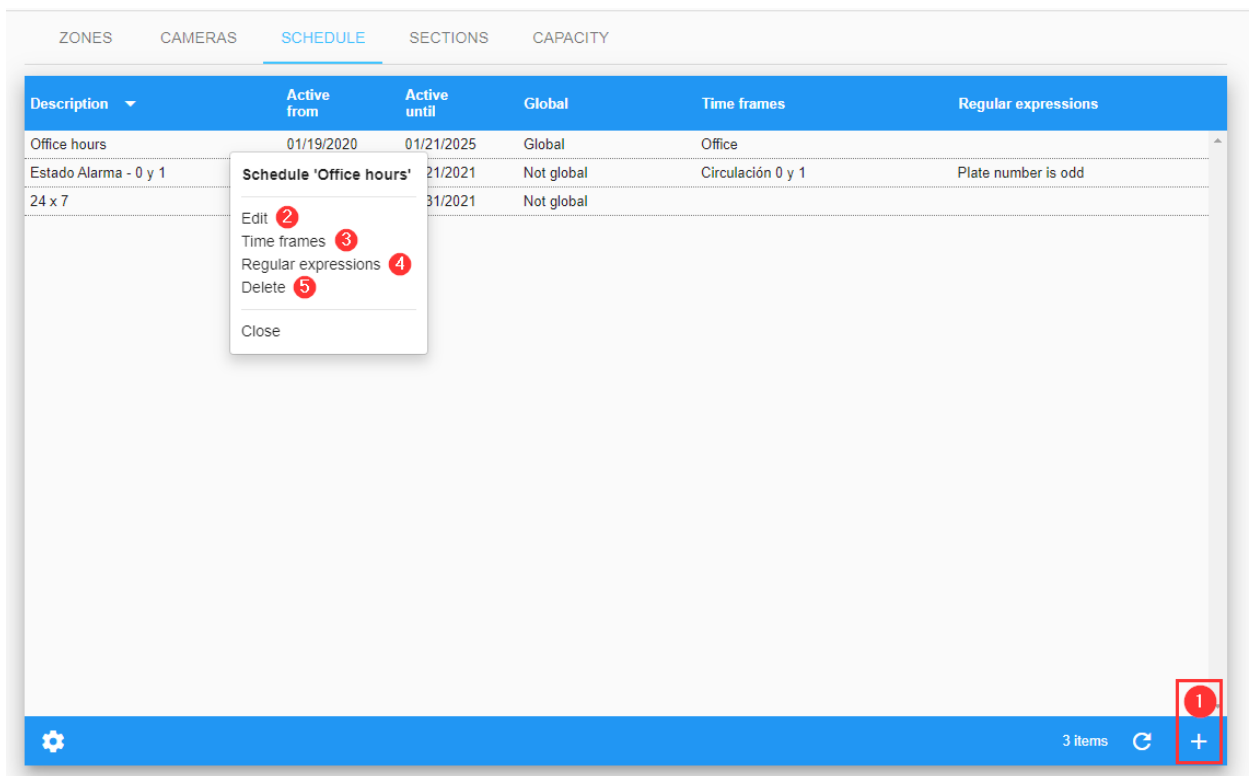 ZONES CAMERAS SCHEDULE SECTIONS CAPACITY
Description Active from Active until Global Time frames Regular expressions
Office hours 01/19/2020 01/21/2025 Global Office
Estado Alarma - 0 y 1 21/2021 Not global Circulación 0 y 1 Plate number is odd
24 x 7 31/2021 Not global
Schedule 'Office hours'
Edit 2
Time frames 3
Regular expressions 4
Delete 5
Close
1
3 items